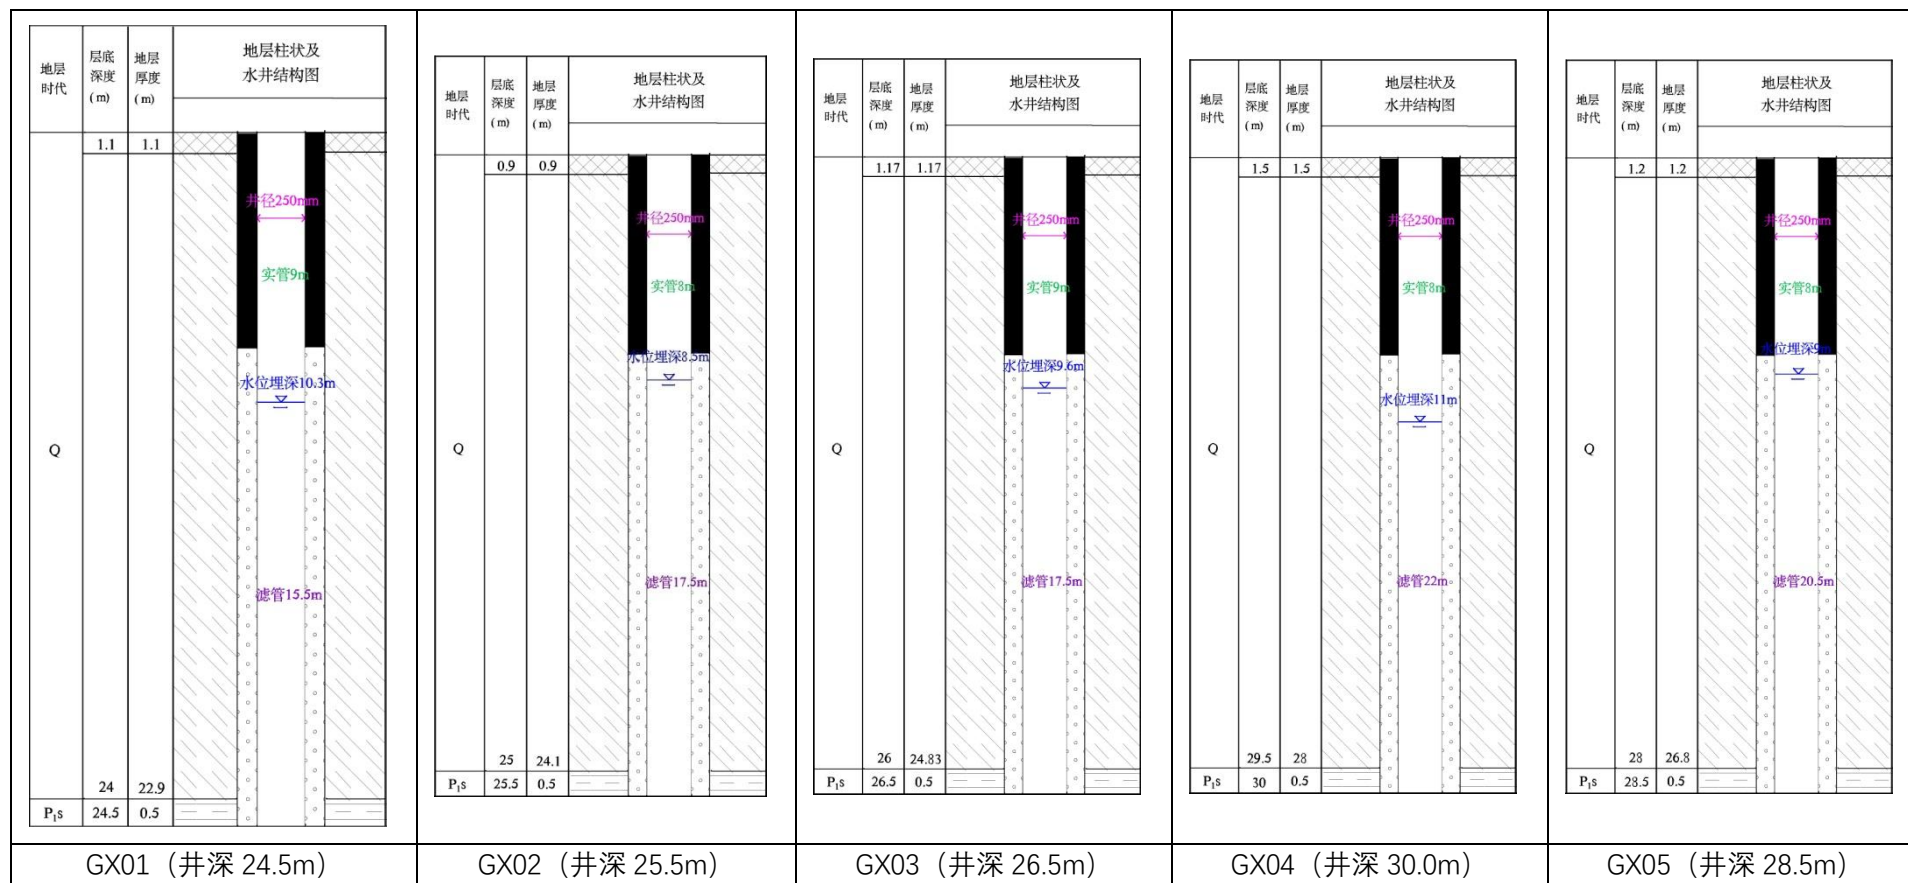 地层
时代
层底
深度
(m)
地层
厚度
(m)
地层柱状及
水井结构图
1.1 1.1
井径250mm
实管9m
水位埋深10.3m
Q
滤管15.5m
24 22.9
P₁s 24.5 0.5
GX01（井深 24.5m）
地层
时代
层底
深度
(m)
地层
厚度
(m)
地层柱状及
水井结构图
0.9 0.9
井径250mm
实管8m
水位埋深8.5m
Q
滤管17.5m
25 24.1
P₁s 25.5 0.5
GX02（井深 25.5m）
地层
时代
层底
深度
(m)
地层
厚度
(m)
地层柱状及
水井结构图
1.17 1.17
井径250mm
实管9m
水位埋深9.6m
Q
滤管17.5m
26 24.83
P₁s 26.5 0.5
GX03（井深 26.5m）
地层
时代
层底
深度
(m)
地层
厚度
(m)
地层柱状及
水井结构图
1.5 1.5
井径250mm
实管8m
水位埋深11m
Q
滤管22m
29.5 28
P₁s 30 0.5
GX04（井深 30.0m）
地层
时代
层底
深度
(m)
地层
厚度
(m)
地层柱状及
水井结构图
1.2 1.2
井径250mm
实管8m
水位埋深9m
Q
滤管20.5m
28 26.8
P₁s 28.5 0.5
GX05（井深 28.5m）